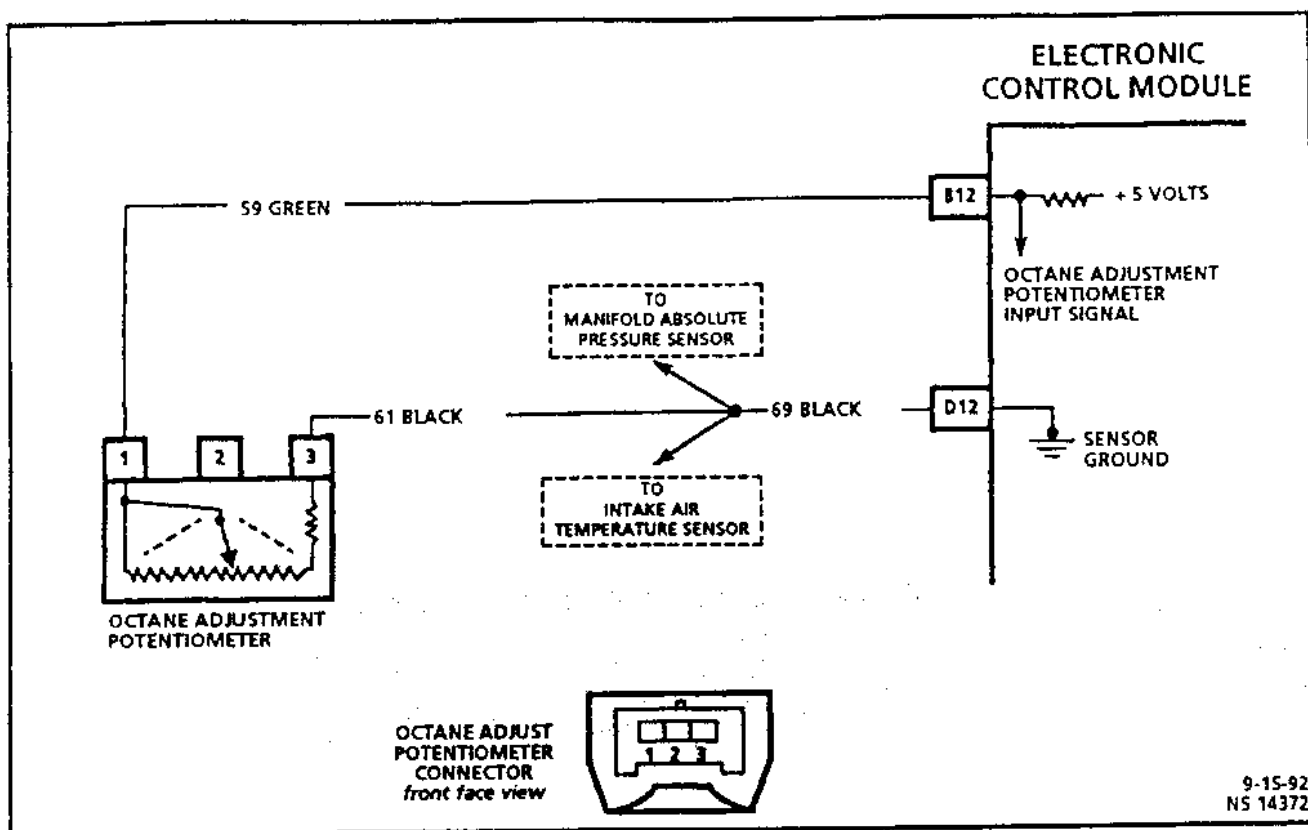 ELECTRONIC
CONTROL MODULE
59 GREEN
B12
+ 5 VOLTS
OCTANE ADJUSTMENT
POTENTIOMETER
INPUT SIGNAL
TO
MANIFOLD ABSOLUTE
PRESSURE SENSOR
61 BLACK
69 BLACK
D12
SENSOR
GROUND
1
2
3
TO
INTAKE AIR
TEMPERATURE SENSOR
OCTANE ADJUSTMENT
POTENTIOMETER
OCTANE ADJUST
POTENTIOMETER
CONNECTOR
front face view
1 2 3
9-15-92
NS 14372